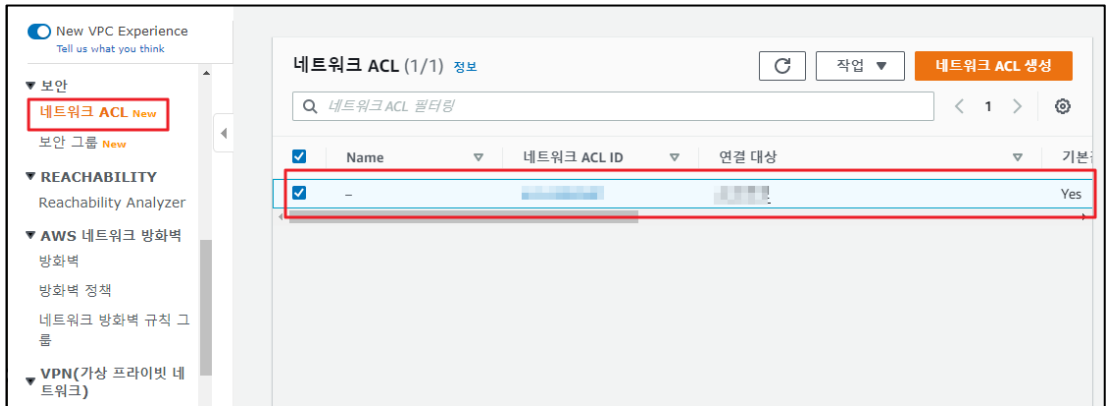 New VPC Experience
Tell us what you think
▼ 보안
네트워크 ACL New
보안 그룹 New
▼ REACHABILITY
Reachability Analyzer
▼ AWS 네트워크 방화벽
방화벽
방화벽 정책
네트워크 방화벽 규칙 그
룹
▼ VPN(가상 프라이빗 네
트워크)
네트워크 ACL (1/1) 정보
작업 ▼
네트워크 ACL 생성
네트워크 ACL 필터링
1
Name 네트워크 ACL ID 연결 대상
– Yes